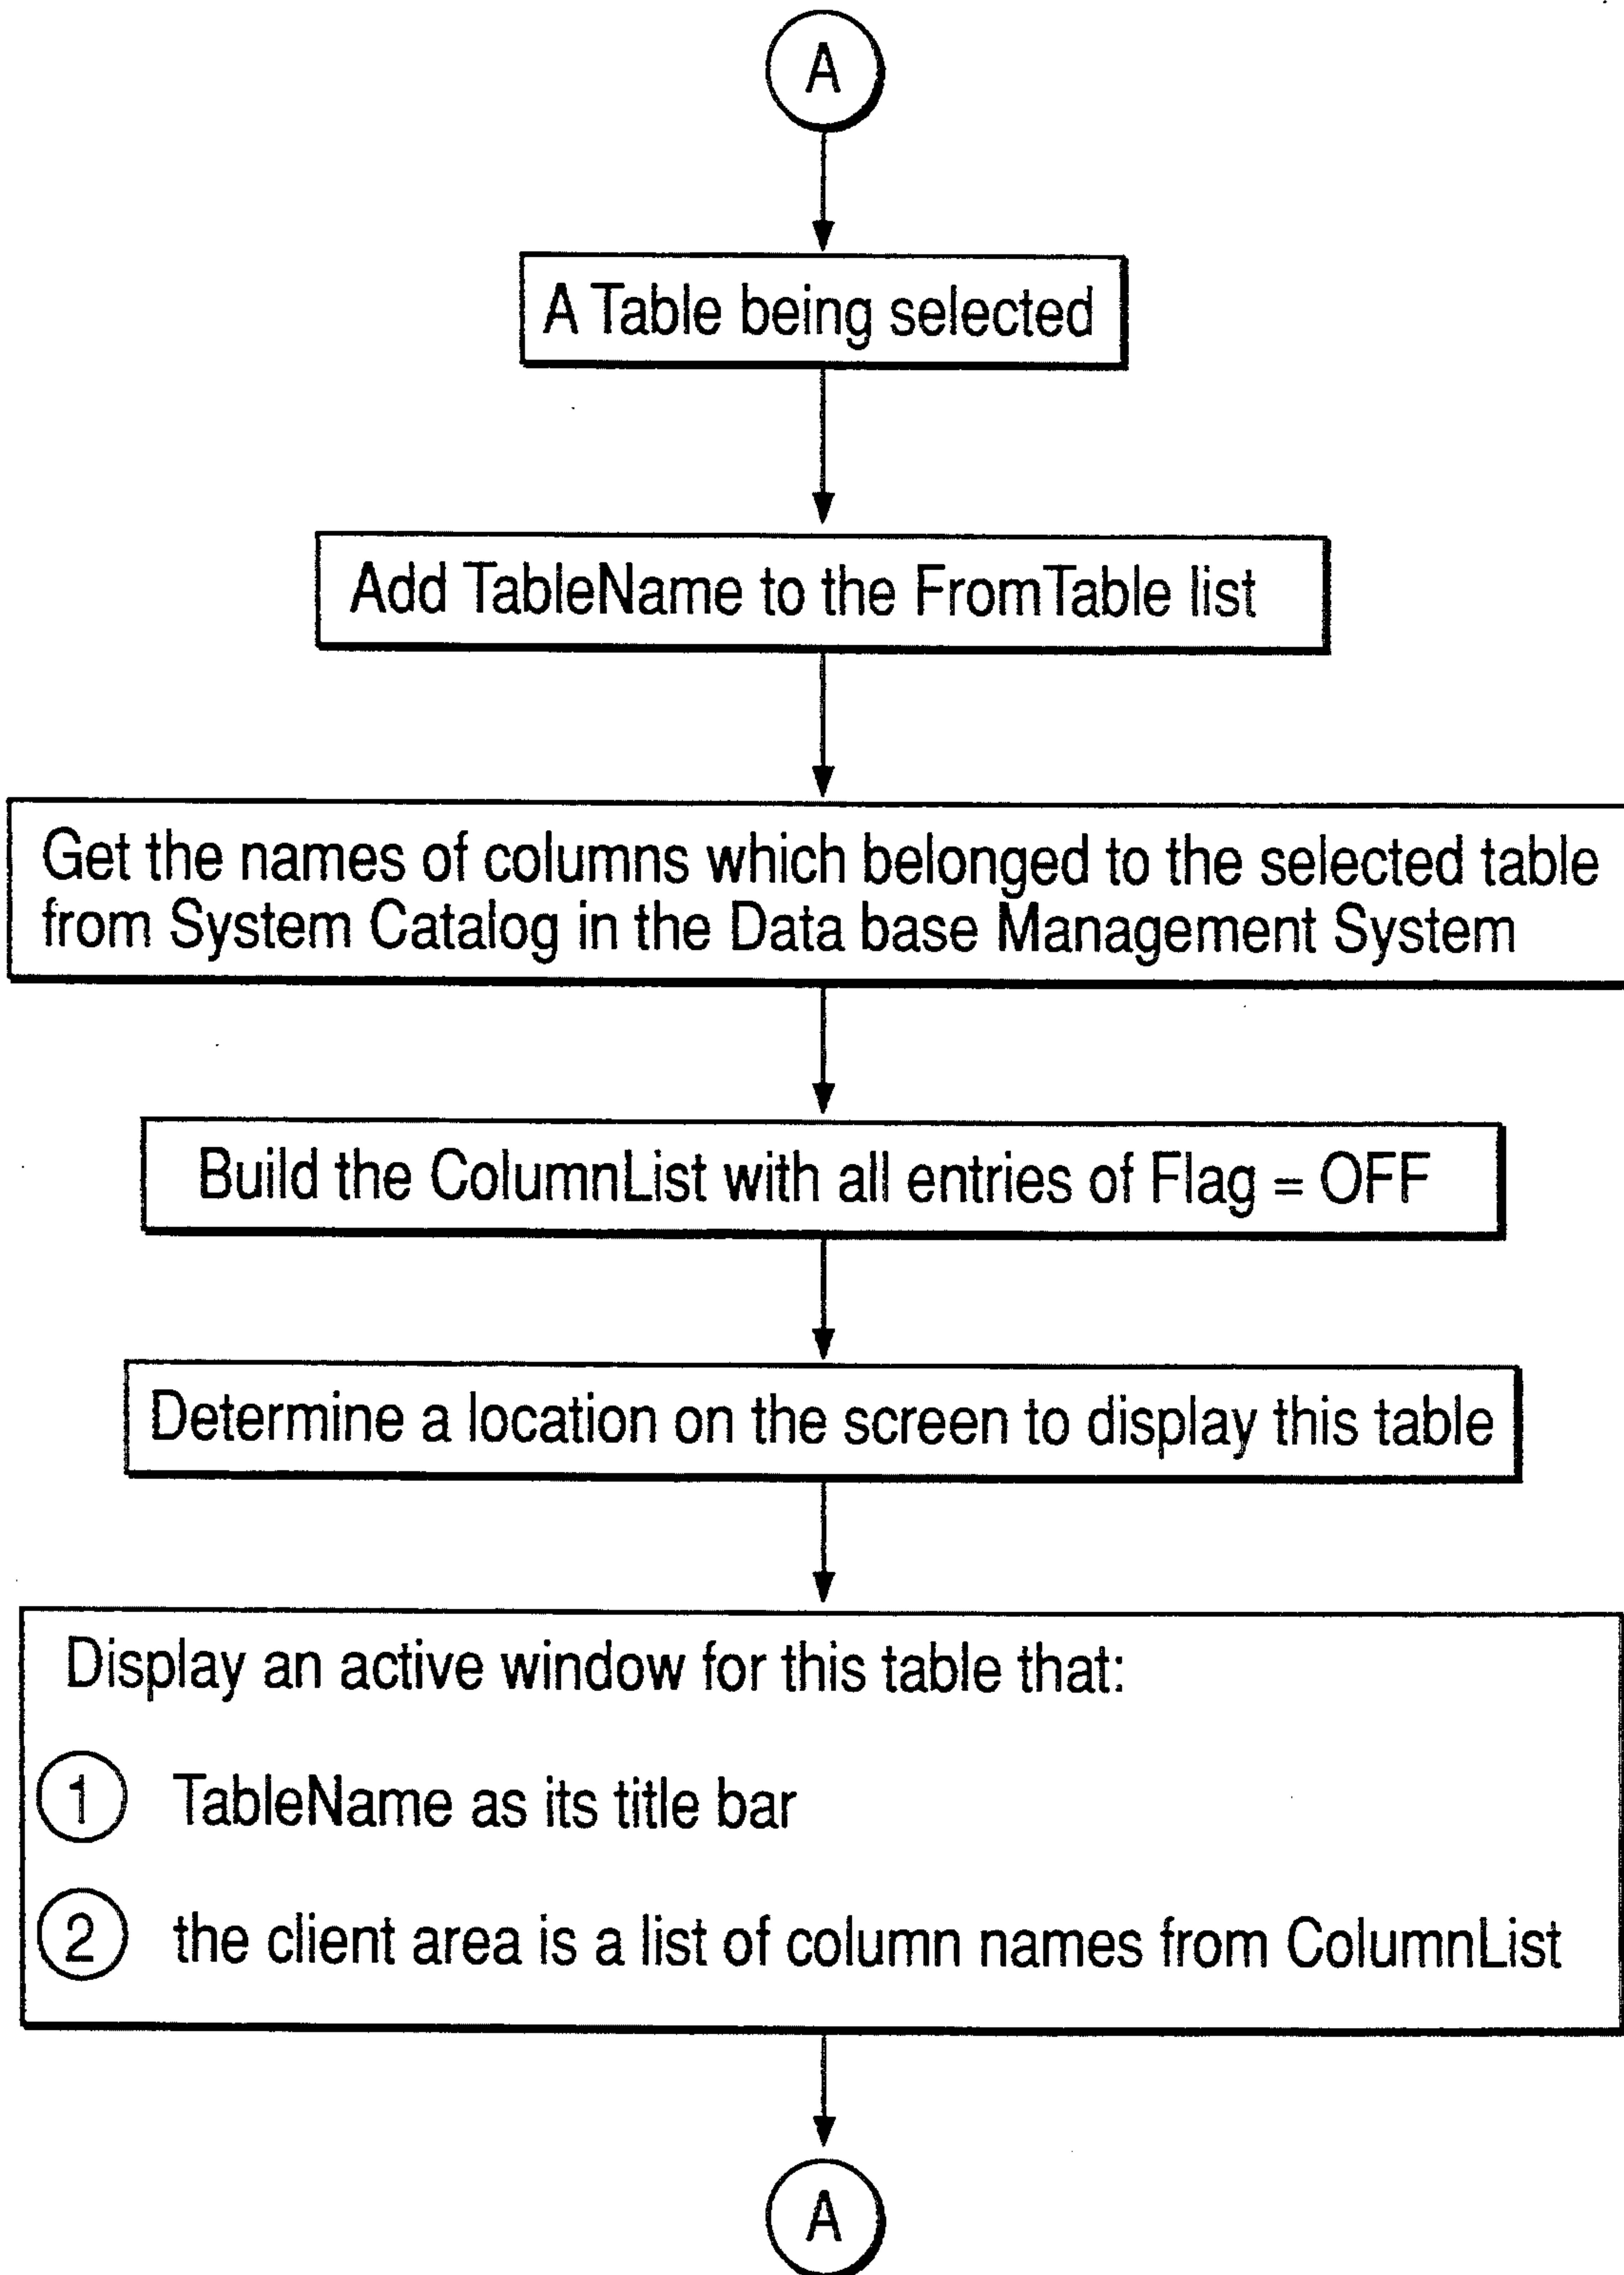 A
A Table being selected
Add TableName to the FromTable list
Get the names of columns which belonged to the selected table
from System Catalog in the Data base Management System
Build the ColumnList with all entries of Flag = OFF
Determine a location on the screen to display this table
Display an active window for this table that:
1 TableName as its title bar
2 the client area is a list of column names from ColumnList
A